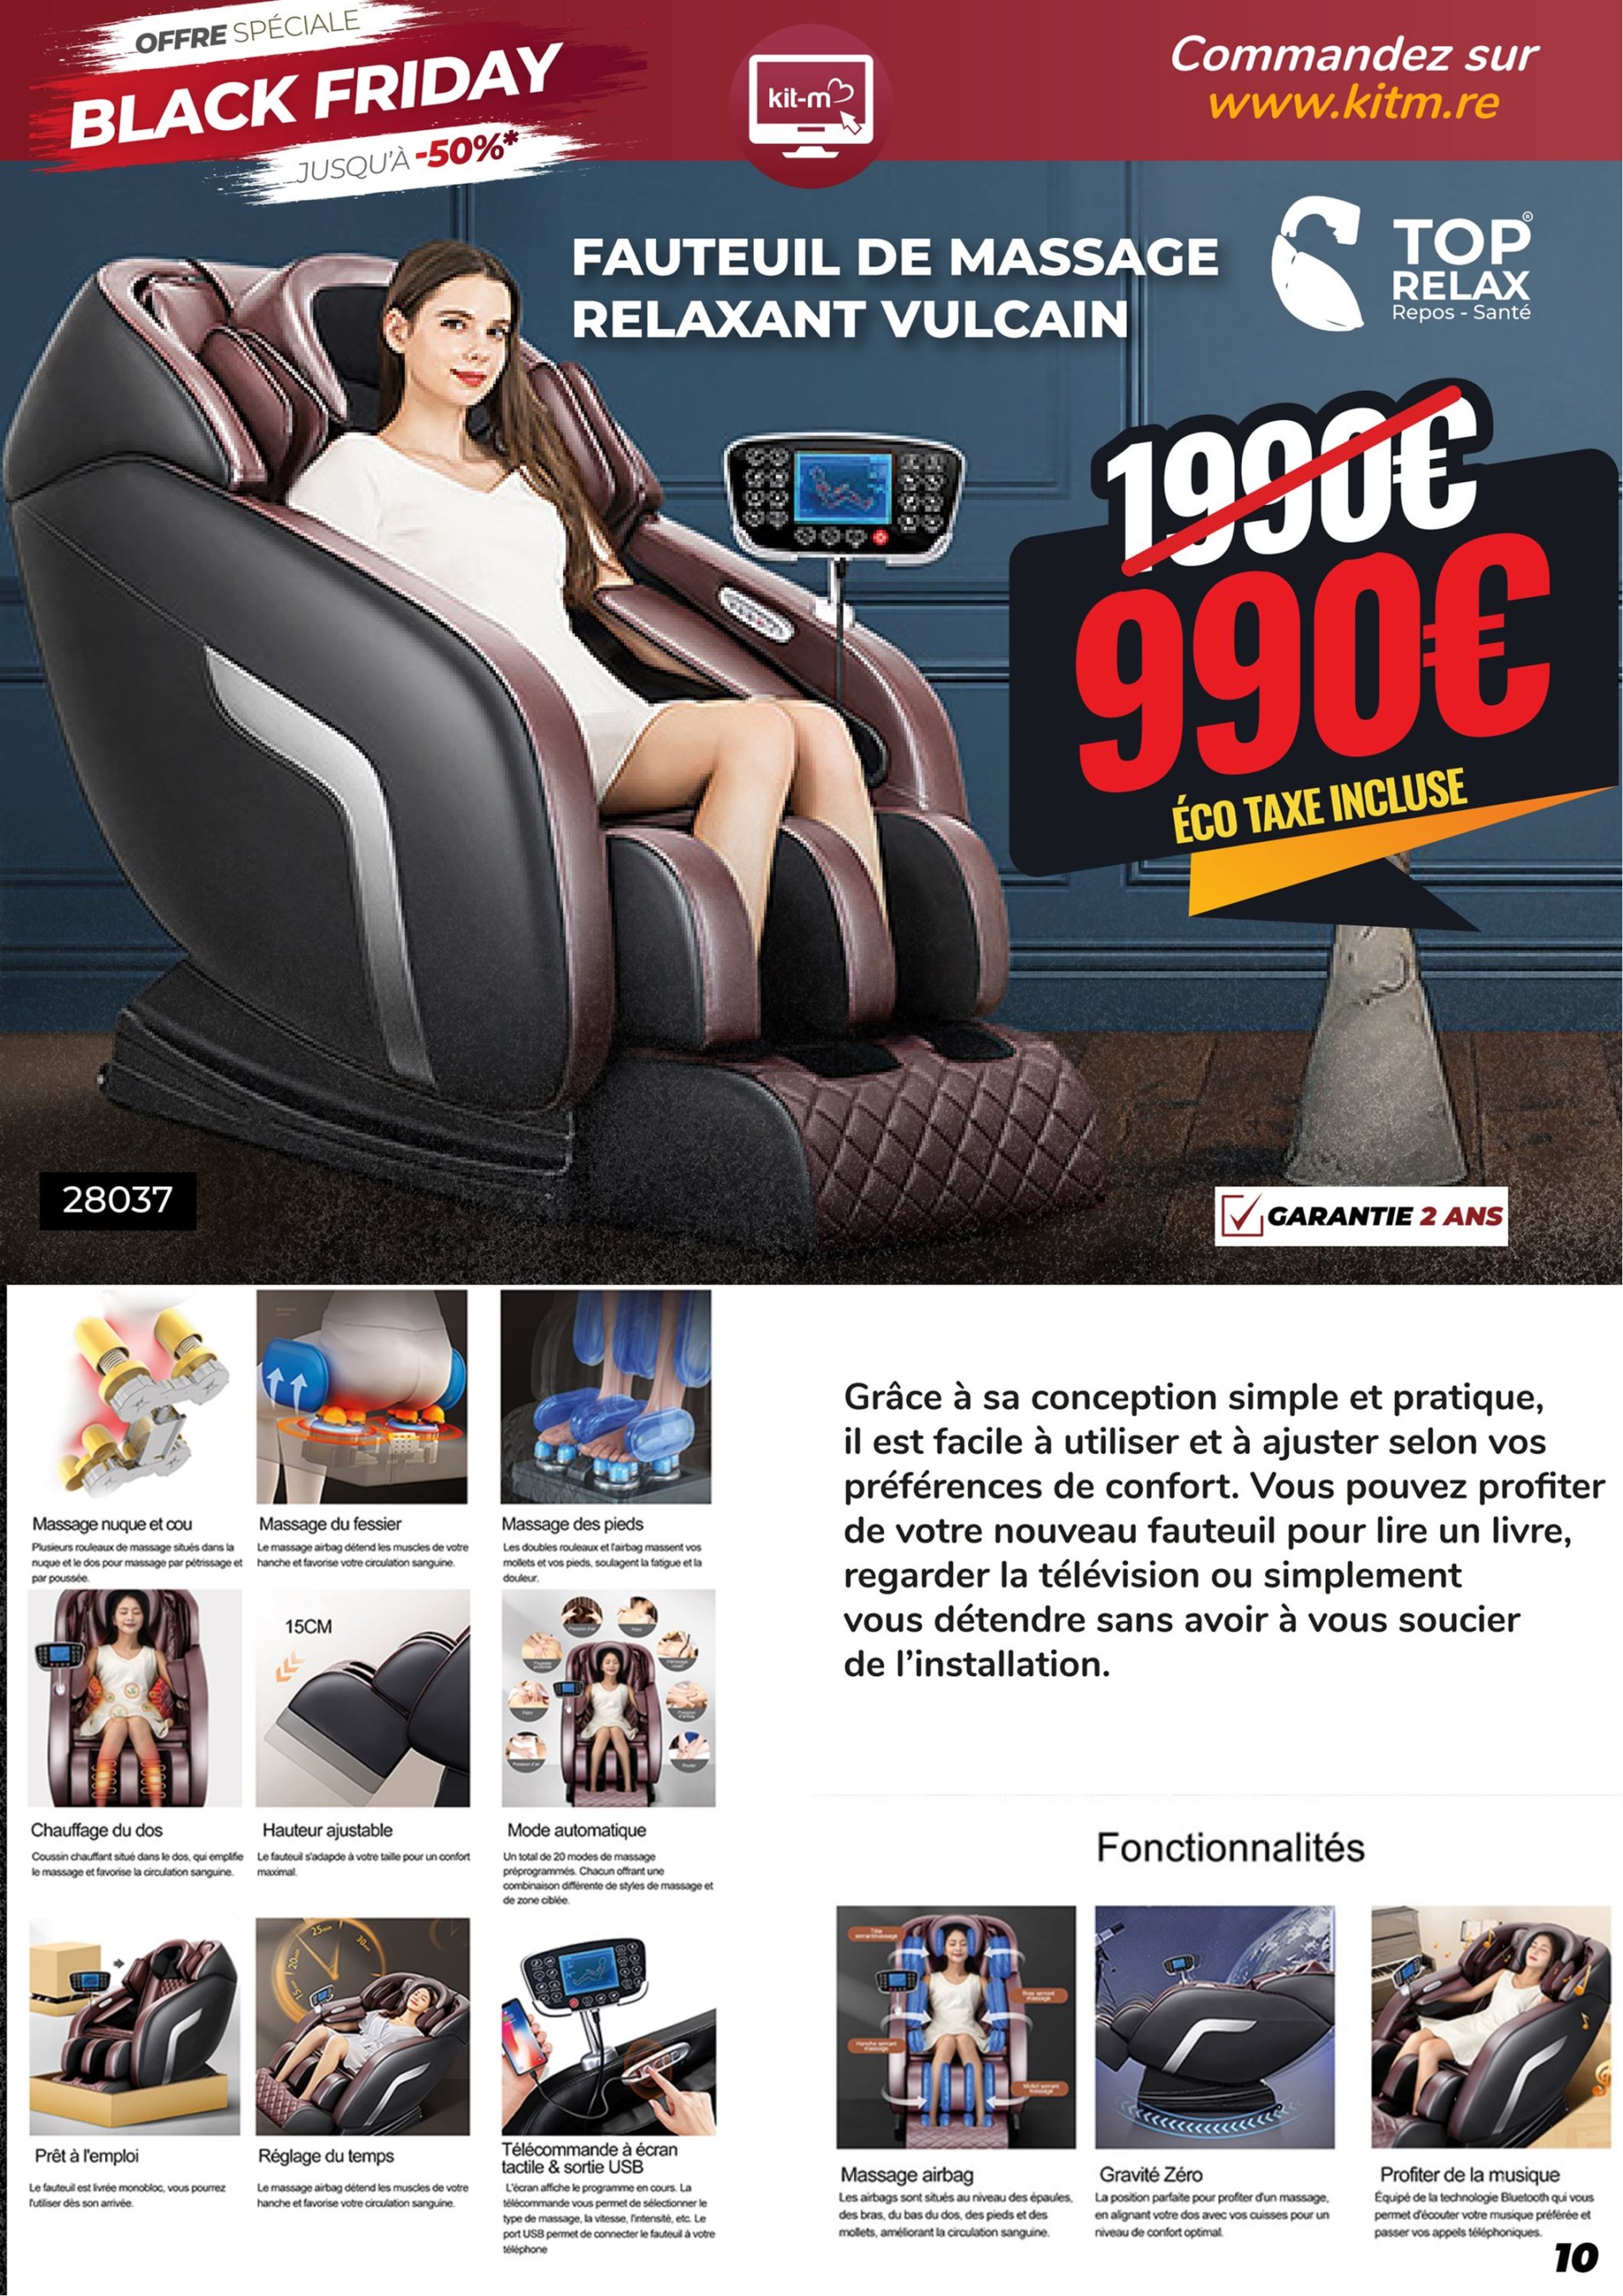 OFFRE SPÉCIALE
BLACK FRIDAY
JUSQU'À -50%*
kit-m
Commandez sur
www.kitm.re
FAUTEUIL DE MASSAGE
RELAXANT VULCAIN
TOP®
RELAX
Repos - Santé
1990€
990€
ÉCO TAXE INCLUSE
28037
GARANTIE 2 ANS
Massage nuque et cou
Plusieurs rouleaux de massage situés dans la
nuque et le dos pour massage par pétrissage et
par poussée.
Massage du fessier
Le massage airbag détend les muscles de votre
hanche et favorise votre circulation sanguine.
Massage des pieds
Les doubles rouleaux et l'airbag massent vos
mollets et vos pieds, soulagent la fatigue et la
douleur.
15CM
Chauffage du dos
Coussin chauffant situé dans le dos, qui emplifie
le massage et favorise la circulation sanguine.
Hauteur ajustable
Le fauteuil s'adapde à votre taille pour un confort
maximal.
Mode automatique
Un total de 20 modes de massage
préprogrammés. Chacun offrant une
combinaison différente de styles de massage et
de zone ciblée.
15min
20min
25min
30min
Prêt à l'emploi
Le fauteuil est livrée monobloc, vous pourrez
l'utiliser dès son arrivée.
Réglage du temps
Le massage airbag détend les muscles de votre
hanche et favorise votre circulation sanguine.
Télécommande à écran
tactile & sortie USB
L'écran affiche le programme en cours. La
télécommande vous permet de sélectionner le
type de massage, la vitesse, l'intensité, etc. Le
port USB permet de connecter le fauteuil à votre
téléphone
Grâce à sa conception simple et pratique,
il est facile à utiliser et à ajuster selon vos
préférences de confort. Vous pouvez profiter
de votre nouveau fauteuil pour lire un livre,
regarder la télévision ou simplement
vous détendre sans avoir à vous soucier
de l'installation.
Fonctionnalités
Massage airbag
Les airbags sont situés au niveau des épaules,
des bras, du bas du dos, des pieds et des
mollets, améliorant la circulation sanguine.
Gravité Zéro
La position parfaite pour profiter d'un massage,
en alignant votre dos avec vos cuisses pour un
niveau de confort optimal.
Profiter de la musique
Équipé de la technologie Bluetooth qui vous
permet d'écouter votre musique préférée et
passer vos appels téléphoniques.
10